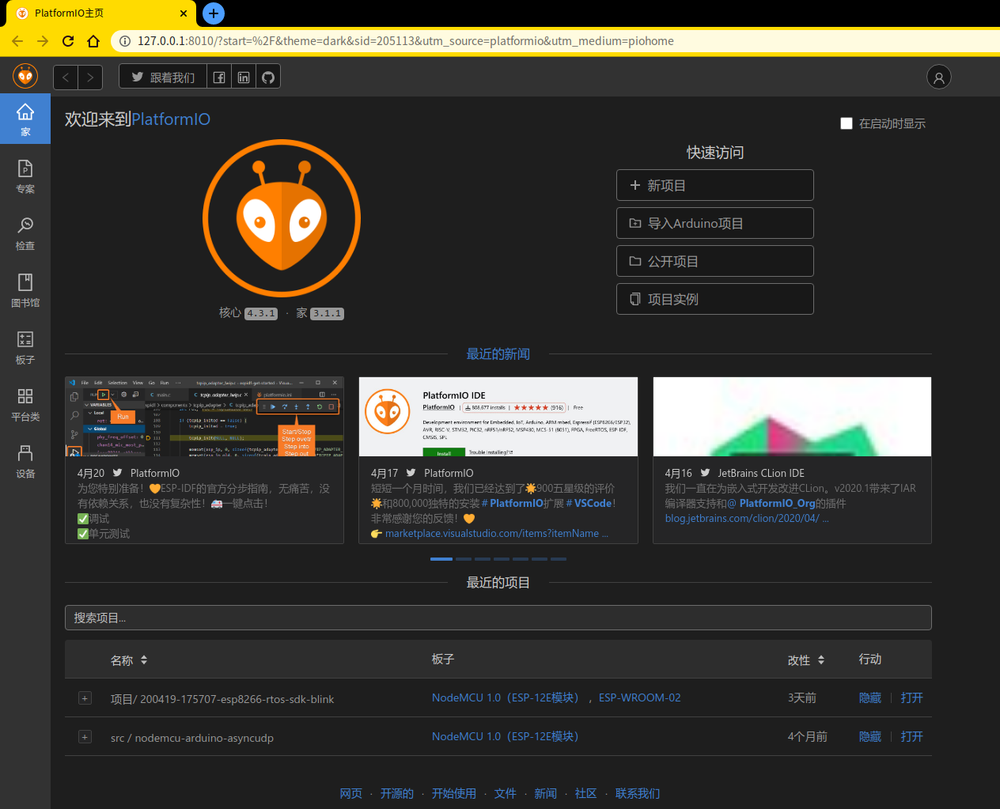 PlatformIO主页
127.0.0.1:8010/?start=%2F&theme=dark&sid=205113&utm_source=platformio&utm_medium=piohome
跟着我们
家
专案
检查
图书馆
板子
平台类
设备
欢迎来到PlatformIO
在启动时显示
快速访问
新项目
导入Arduino项目
公开项目
项目实例
核心 4.3.1 · 家 3.1.1
最近的新闻
File Edit Selection View Go Run ··· tcpip_adapter_lwip.c - espidf-get-started - Visua...
main.c tcpip_adapter_lwip.c platformio.ini
VARIABLES
Local
Global
Run
Start/Stop
Step over
Step into
Step out
4月20 PlatformIO
为您特别准备！🧡ESP-IDF的官方分步指南，无痛苦，没
有依赖关系，也没有复杂性！🚑一键点击！
✅调试
✅单元测试
PlatformIO IDE
PlatformIO | 808,677 installs | ★★★★★ (916) | Free
Development environment for Embedded, IoT, Arduino, ARM mbed, Espressif (ESP8266/ESP32),
AVR, RISC-V, STM32, PIC32, nRF51/nRF52, MSP430, MCS-51 (8051), FPGA, FreeRTOS, ESP-IDF,
CMSIS, SPL
Install Trouble Installing?
4月17 PlatformIO
短短一个月时间，我们已经达到了🌟900五星级的评价
🌟和800,000独特的安装＃PlatformIO扩展＃VSCode！
非常感谢您的反馈！🧡
👉 marketplace.visualstudio.com/items?itemName ...
4月16 JetBrains CLion IDE
我们一直在为嵌入式开发改进CLion。v2020.1带来了IAR
编译器支持和@ PlatformIO_Org的插件
blog.jetbrains.com/clion/2020/04/ ...
最近的项目
搜索项目...
名称 板子 改性 行动
项目/ 200419-175707-esp8266-rtos-sdk-blink NodeMCU 1.0（ESP-12E模块） ，ESP-WROOM-02 3天前 隐藏 | 打开
src / nodemcu-arduino-asyncudp NodeMCU 1.0（ESP-12E模块） 4个月前 隐藏 | 打开
网页 · 开源的 · 开始使用 · 文件 · 新闻 · 社区 · 联系我们